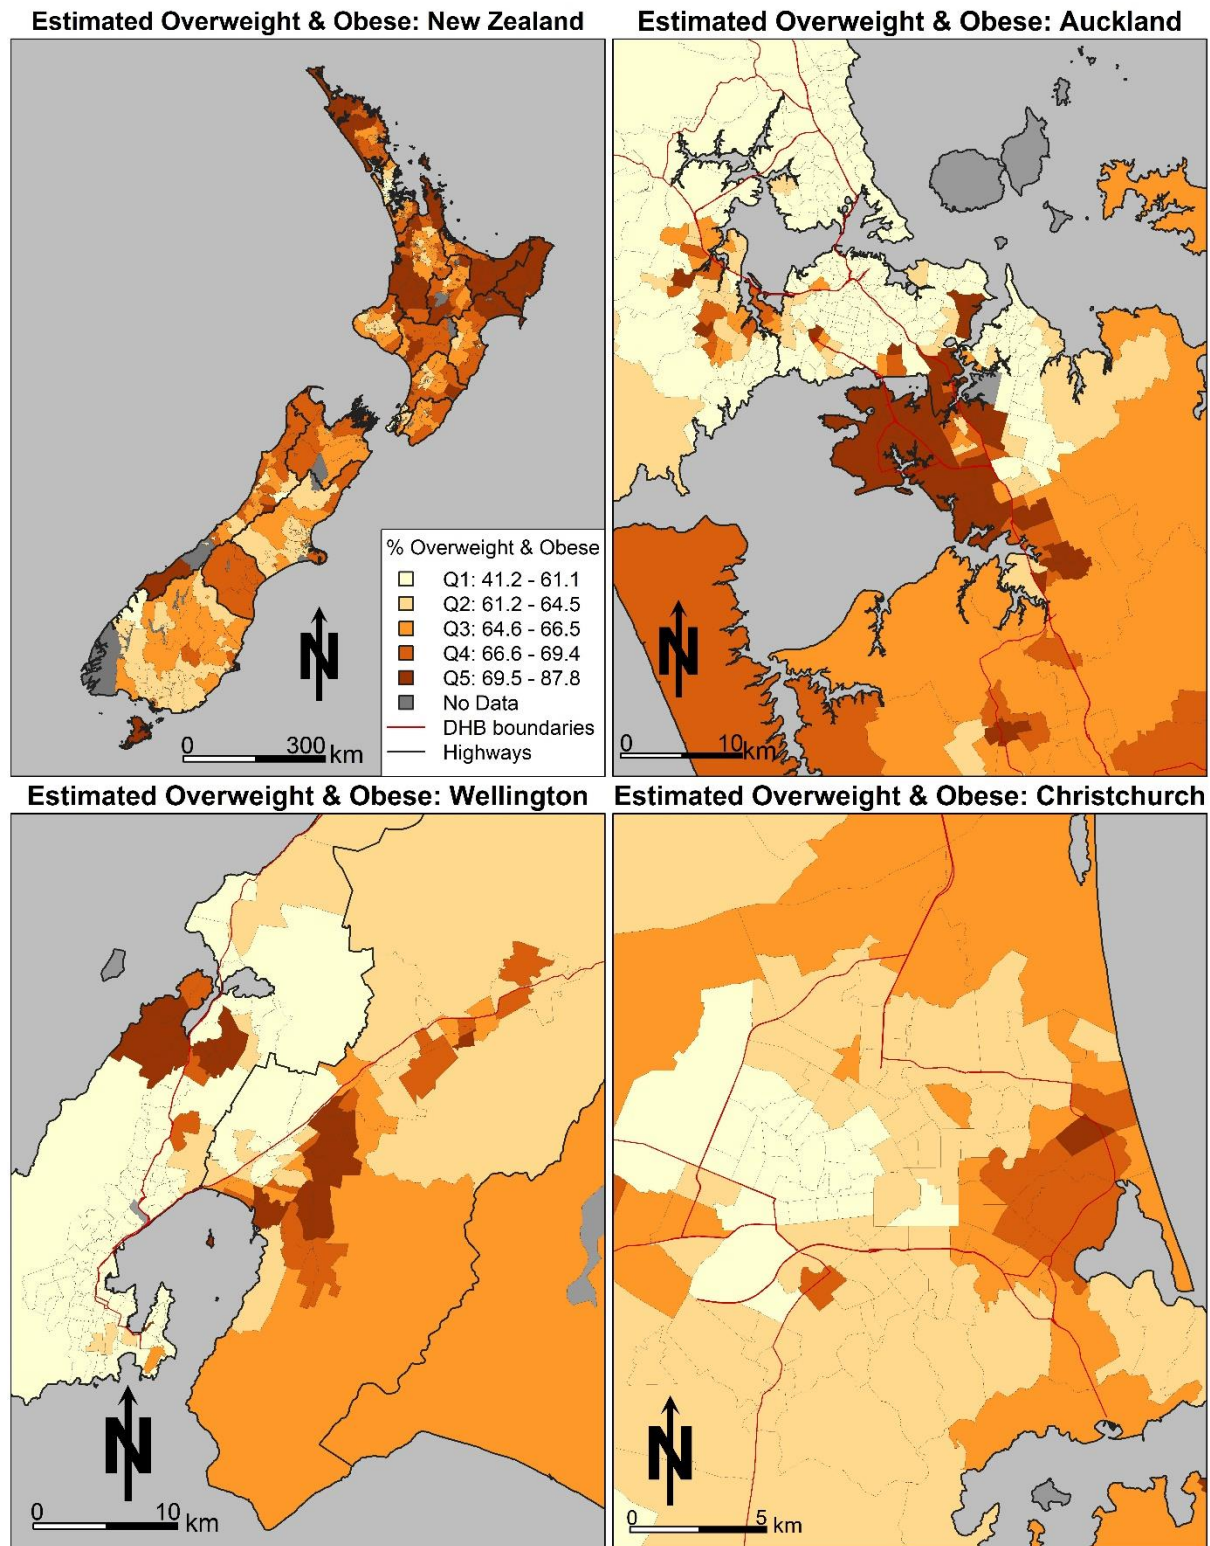 Estimated Overweight & Obese: New Zealand
Estimated Overweight & Obese: Auckland
% Overweight & Obese
Q1: 41.2 - 61.1
Q2: 61.2 - 64.5
Q3: 64.6 - 66.5
Q4: 66.6 - 69.4
Q5: 69.5 - 87.8
No Data
DHB boundaries
Highways
N
0 300 km
N
0 10 km
Estimated Overweight & Obese: Wellington
Estimated Overweight & Obese: Christchurch
N
0 10 km
N
0 5 km